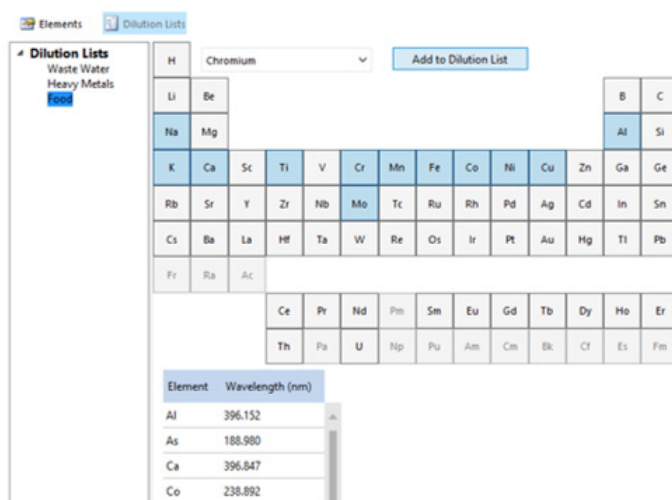 Elements Dilution Lists
Dilution Lists
Waste Water
Heavy Metals
Food
H Chromium Add to Dilution List
Li Be B C
Na Mg Al Si
K Ca Sc Ti V Cr Mn Fe Co Ni Cu Zn Ga Ge
Rb Sr Y Zr Nb Mo Tc Ru Rh Pd Ag Cd In Sn
Cs Ba La Hf Ta W Re Os Ir Pt Au Hg Tl Pb
Fr Ra Ac
Ce Pr Nd Pm Sm Eu Gd Tb Dy Ho Er
Th Pa U Np Pu Am Cm Bk Cf Es Fm
Element Wavelength (nm)
Al 396.152
As 188.980
Ca 396.847
Co 238.892